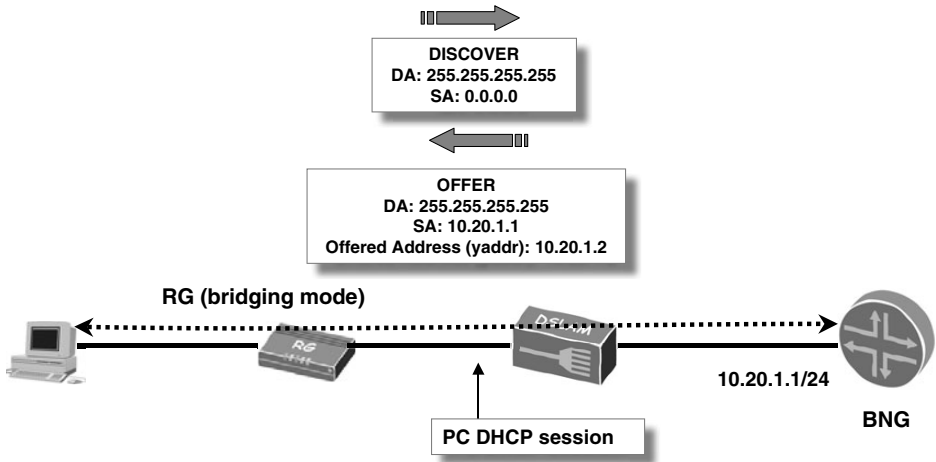 DISCOVER
DA: 255.255.255.255
SA: 0.0.0.0
OFFER
DA: 255.255.255.255
SA: 10.20.1.1
Offered Address (yaddr): 10.20.1.2
RG (bridging mode)
RG
DSLAM
10.20.1.1/24
BNG
PC DHCP session